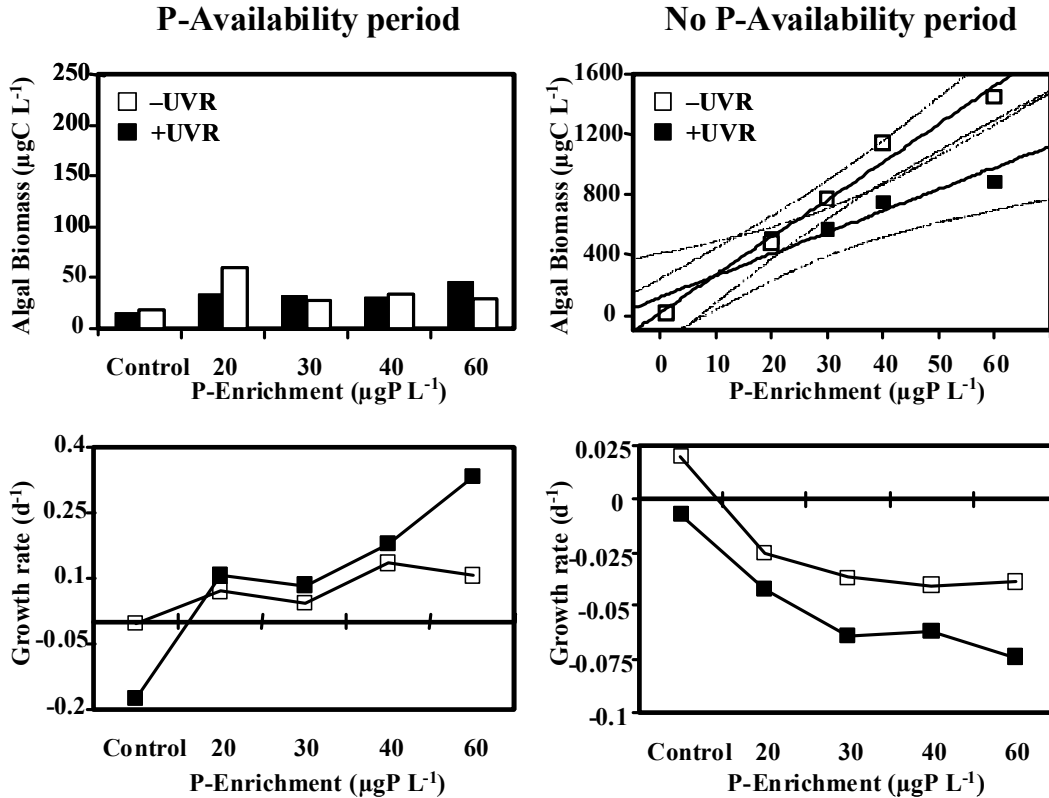 P-Availability period
No P-Availability period
Algal Biomass (µgC L-1)
250
200
150
100
50
0
–UVR
+UVR
Control 20 30 40 60
P-Enrichment (µgP L-1)
Algal Biomass (µgC L-1)
1600
1200
800
400
0
–UVR
+UVR
0 10 20 30 40 50 60
P-Enrichment (µgP L-1)
Growth rate (d-1)
0.4
0.25
0.1
-0.05
-0.2
Control 20 30 40 60
P-Enrichment (µgP L-1)
Growth rate (d-1)
0.025
0
-0.025
-0.05
-0.075
-0.1
Control 20 30 40 60
P-Enrichment (µgP L-1)